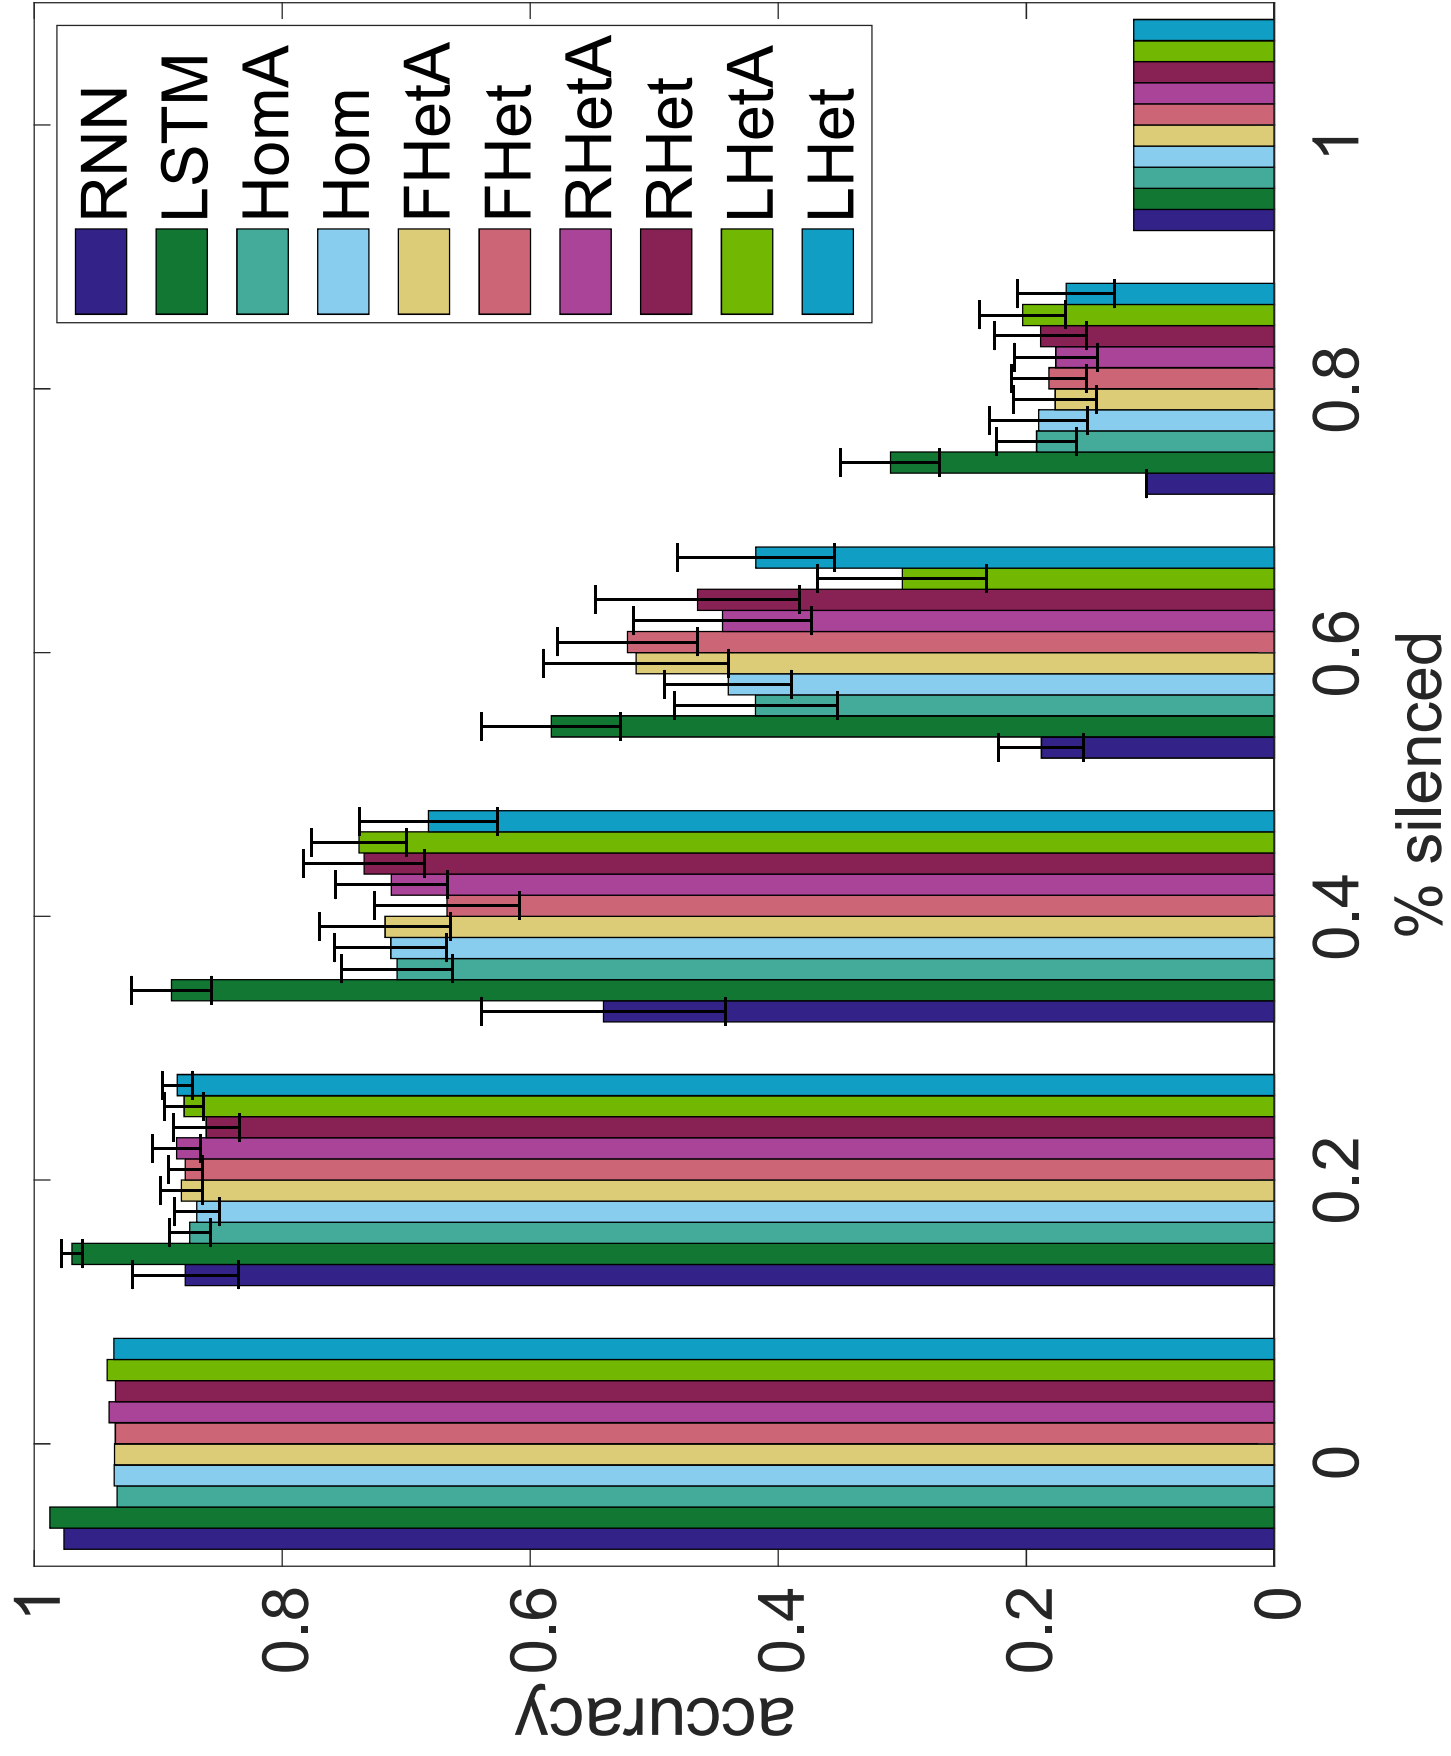 RNN
LSTM
HomA
Hom
FHetA
FHet
RHetA
RHet
LHetA
LHet
1
0.8
0.6
0.4
0.2
0
accuracy
0
0.2
0.4
0.6
0.8
1
% silenced